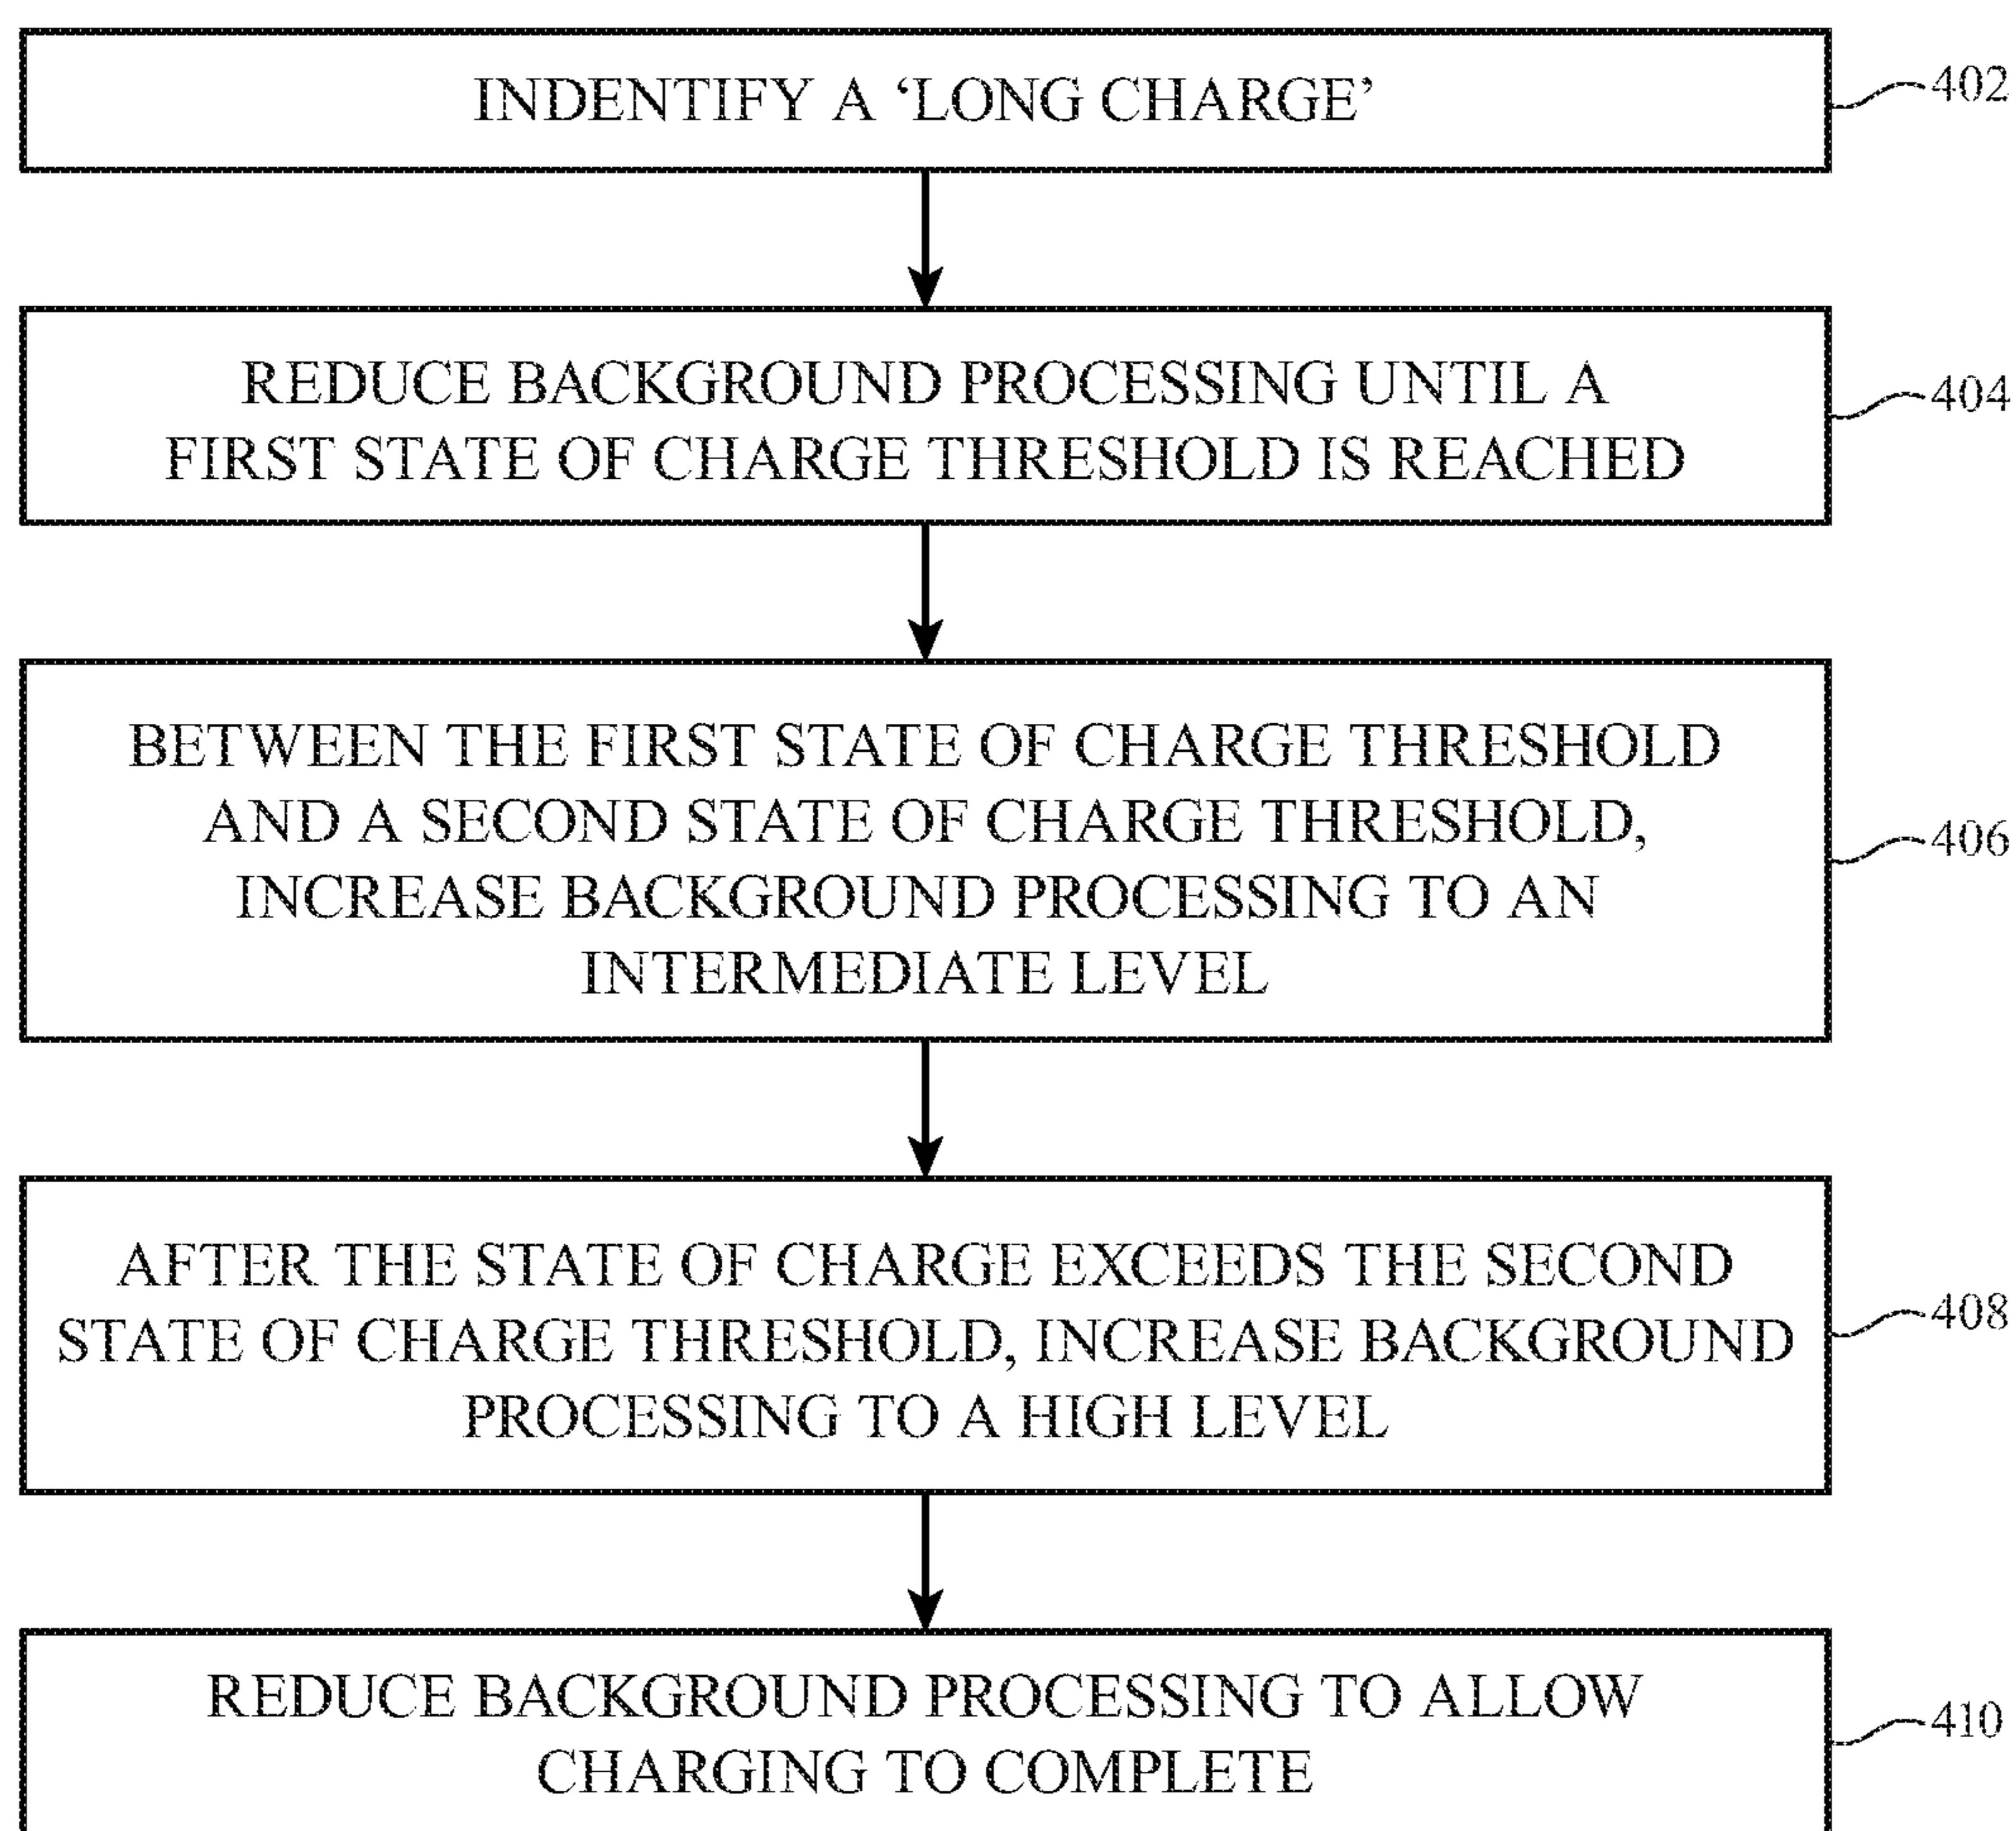 INDENTIFY A ‘LONG CHARGE’
402
REDUCE BACKGROUND PROCESSING UNTIL A
FIRST STATE OF CHARGE THRESHOLD IS REACHED
404
BETWEEN THE FIRST STATE OF CHARGE THRESHOLD
AND A SECOND STATE OF CHARGE THRESHOLD,
INCREASE BACKGROUND PROCESSING TO AN
INTERMEDIATE LEVEL
406
AFTER THE STATE OF CHARGE EXCEEDS THE SECOND
STATE OF CHARGE THRESHOLD, INCREASE BACKGROUND
PROCESSING TO A HIGH LEVEL
408
REDUCE BACKGROUND PROCESSING TO ALLOW
CHARGING TO COMPLETE
410